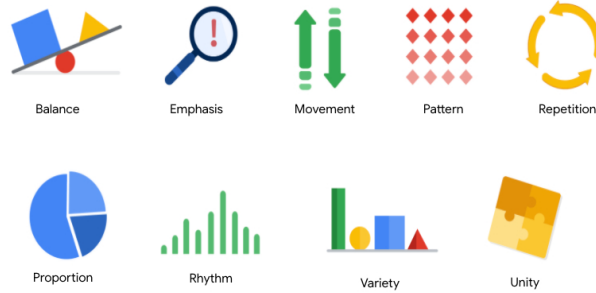 Balance
Emphasis
Movement
Pattern
Repetition
Proportion
Rhythm
Variety
Unity